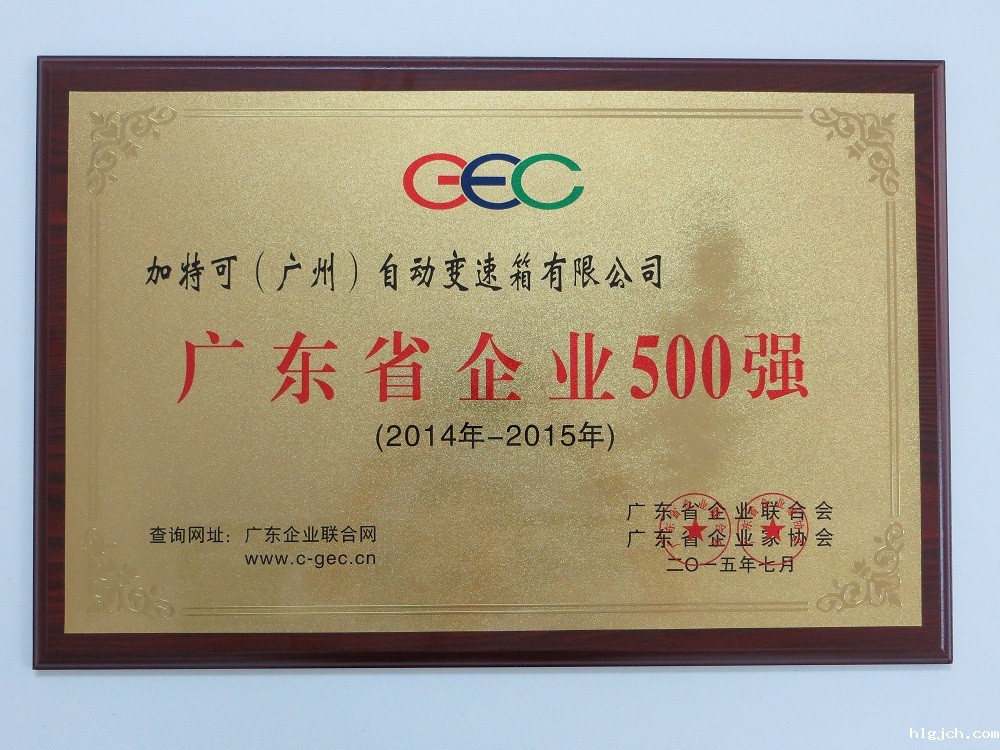 GEC
加特可（广州）自动变速箱有限公司
广东省企业500强
(2014年-2015年)
查询网址：广东企业联合网
www.c-gec.cn
广东省企业联合会
广东省企业家协会
二〇一五年七月
hlgjch.com